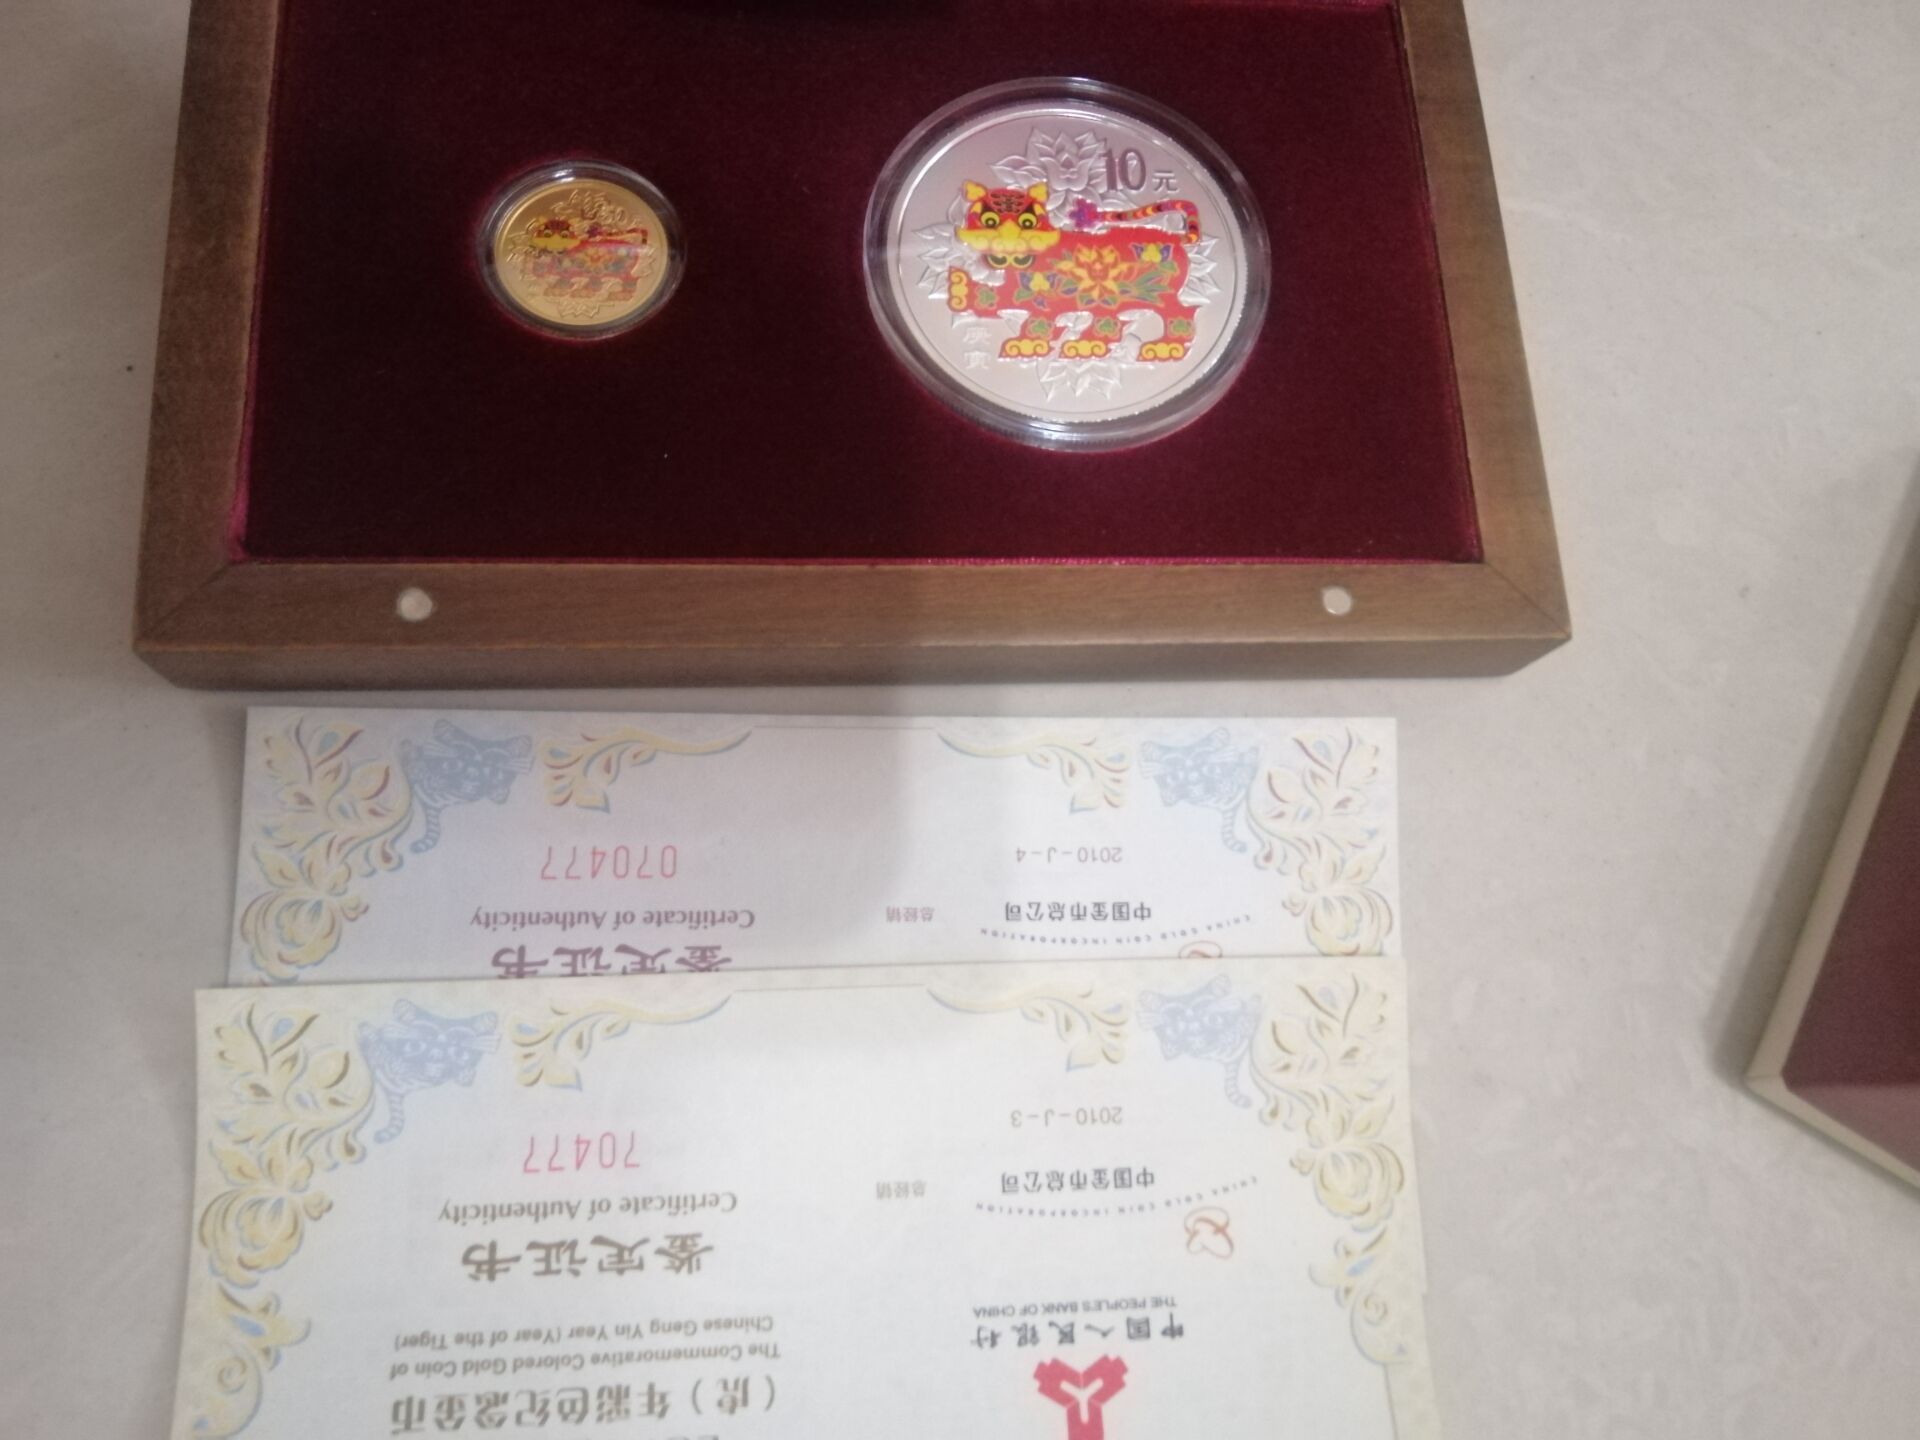 10元
庚
寅
070477
Certificate of Authenticity
鉴定证书
2010-J-4
中国金币总公司
总经销
CHINA GOLD COIN INCORPORATION
（虎）年彩色纪念金币
The Commemorative Colored Gold Coin of
Chinese Geng Yin Year (Year of the Tiger)
鉴定证书
Certificate of Authenticity
70477
中国人民银行
THE PEOPLE'S BANK OF CHINA
CHINA GOLD COIN INCORPORATION
中国金币总公司
总经销
2010-J-3